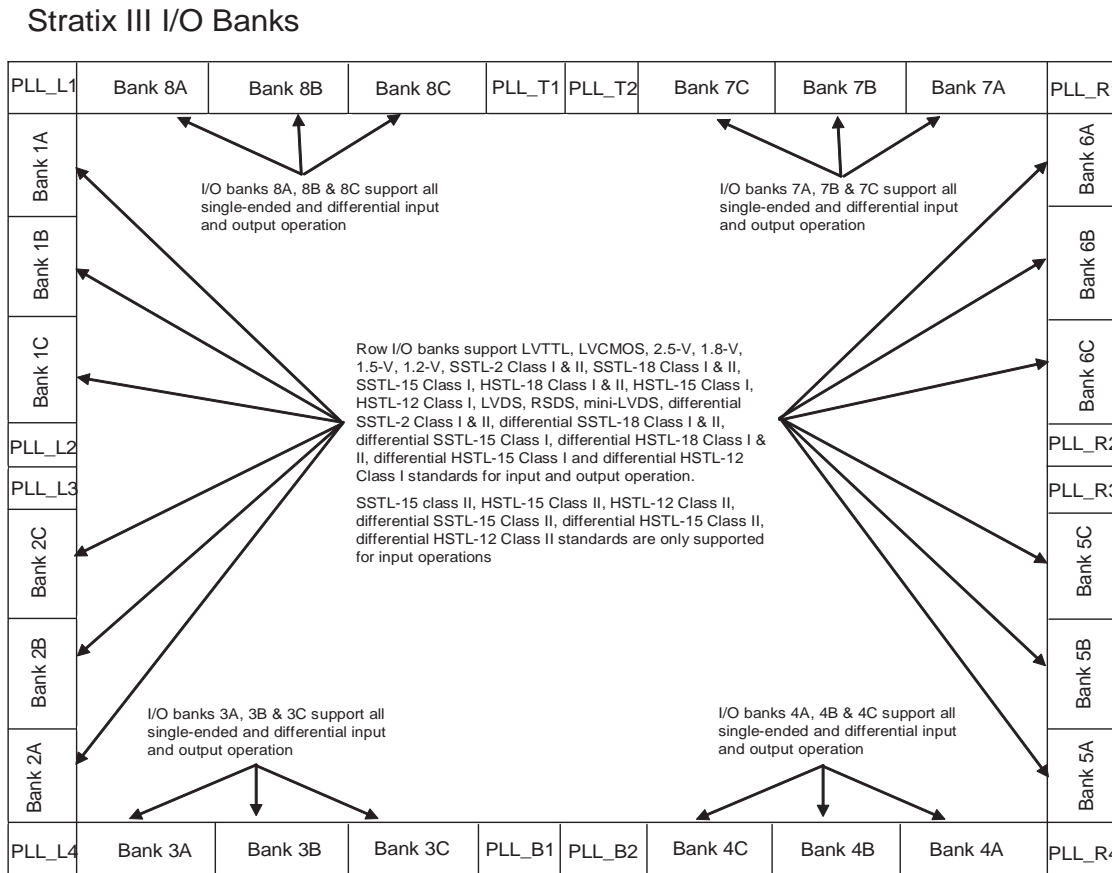 Stratix III I/O Banks
PLL_L1
Bank 8A
Bank 8B
Bank 8C
PLL_T1
PLL_T2
Bank 7C
Bank 7B
Bank 7A
PLL_R1
Bank 1A
Bank 1B
Bank 1C
PLL_L2
PLL_L3
Bank 2C
Bank 2B
Bank 2A
I/O banks 8A, 8B & 8C support all
single-ended and differential input
and output operation
I/O banks 7A, 7B & 7C support all
single-ended and differential input
and output operation
Row I/O banks support LVTTL, LVCMOS, 2.5-V, 1.8-V,
1.5-V, 1.2-V, SSTL-2 Class I & II, SSTL-18 Class I & II,
SSTL-15 Class I, HSTL-18 Class I & II, HSTL-15 Class I,
HSTL-12 Class I, LVDS, RSDS, mini-LVDS, differential
SSTL-2 Class I & II, differential SSTL-18 Class I & II,
differential SSTL-15 Class I, differential HSTL-18 Class I &
II, differential HSTL-15 Class I and differential HSTL-12
Class I standards for input and output operation.
SSTL-15 class II, HSTL-15 Class II, HSTL-12 Class II,
differential SSTL-15 Class II, differential HSTL-15 Class II,
differential HSTL-12 Class II standards are only supported
for input operations
I/O banks 3A, 3B & 3C support all
single-ended and differential input
and output operation
I/O banks 4A, 4B & 4C support all
single-ended and differential input
and output operation
Bank 6A
Bank 6B
Bank 6C
PLL_R2
PLL_R3
Bank 5C
Bank 5B
Bank 5A
PLL_L4
Bank 3A
Bank 3B
Bank 3C
PLL_B1
PLL_B2
Bank 4C
Bank 4B
Bank 4A
PLL_R4